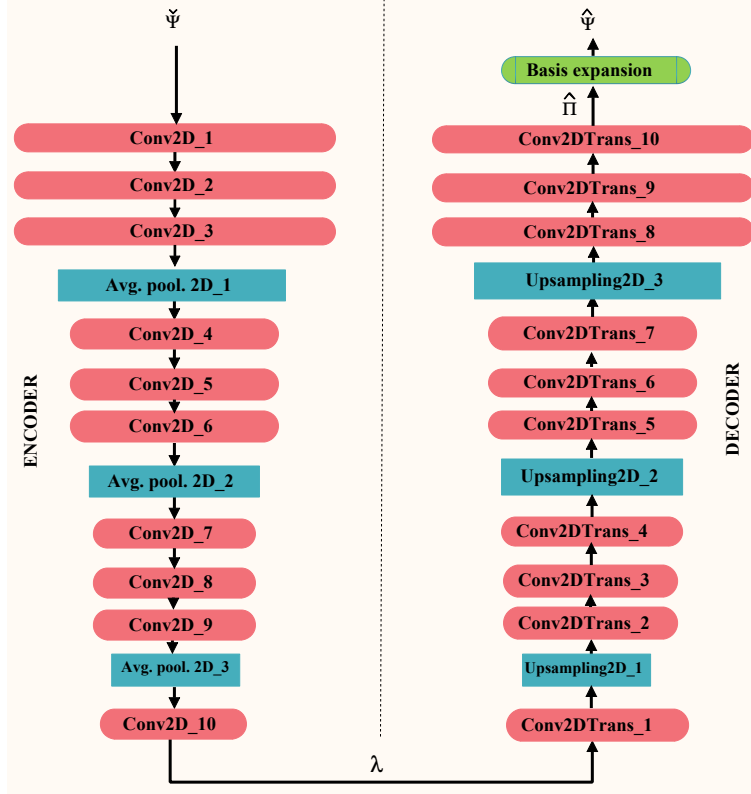 Ψ̌
Conv2D_1
Conv2D_2
Conv2D_3
Avg. pool. 2D_1
Conv2D_4
Conv2D_5
Conv2D_6
Avg. pool. 2D_2
Conv2D_7
Conv2D_8
Conv2D_9
Avg. pool. 2D_3
Conv2D_10
ENCODER
λ
Ψ̂
Basis expansion
Π̂
Conv2DTrans_10
Conv2DTrans_9
Conv2DTrans_8
Upsampling2D_3
Conv2DTrans_7
Conv2DTrans_6
Conv2DTrans_5
Upsampling2D_2
Conv2DTrans_4
Conv2DTrans_3
Conv2DTrans_2
Upsampling2D_1
Conv2DTrans_1
DECODER